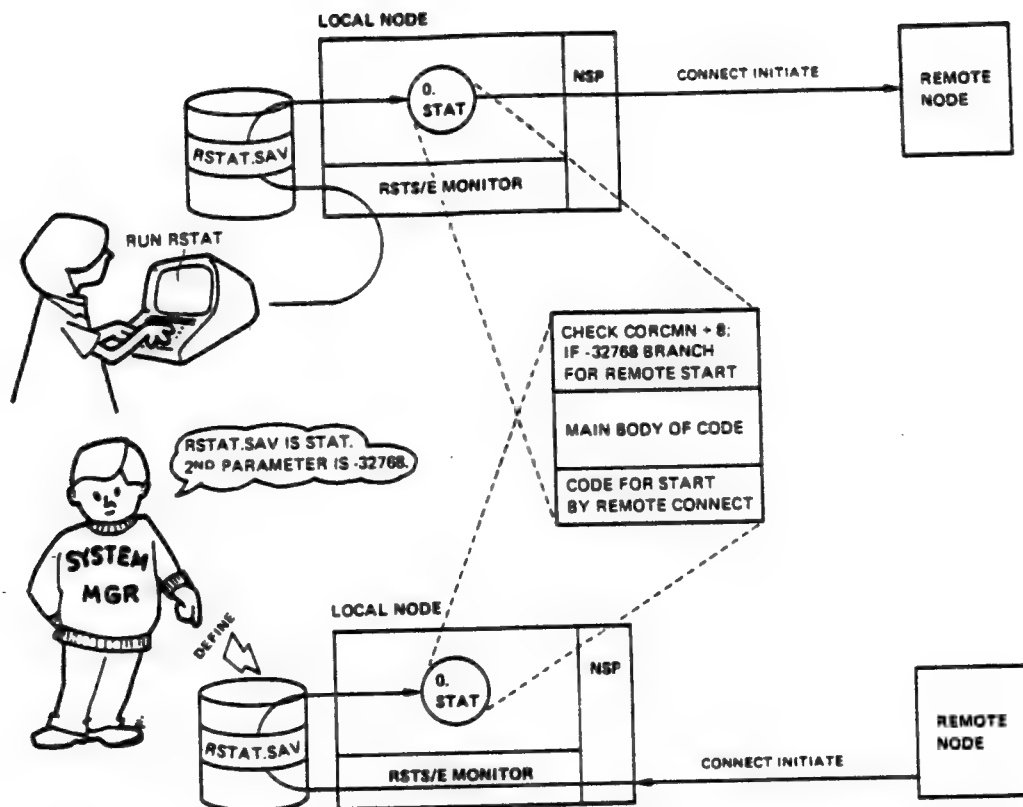 LOCAL NODE
NSP
CONNECT INITIATE
REMOTE
NODE
0.
STAT
RSTAT.SAV
RSTS/E MONITOR
RUN RSTAT
CHECK CORCMN + 8;
IF -32768 BRANCH
FOR REMOTE START
MAIN BODY OF CODE
CODE FOR START
BY REMOTE CONNECT
RSTAT.SAV IS STAT.
2ND PARAMETER IS -32768.
SYSTEM
MGR
DEFINE
LOCAL NODE
NSP
0.
STAT
RSTAT.SAV
RSTS/E MONITOR
CONNECT INITIATE
REMOTE
NODE